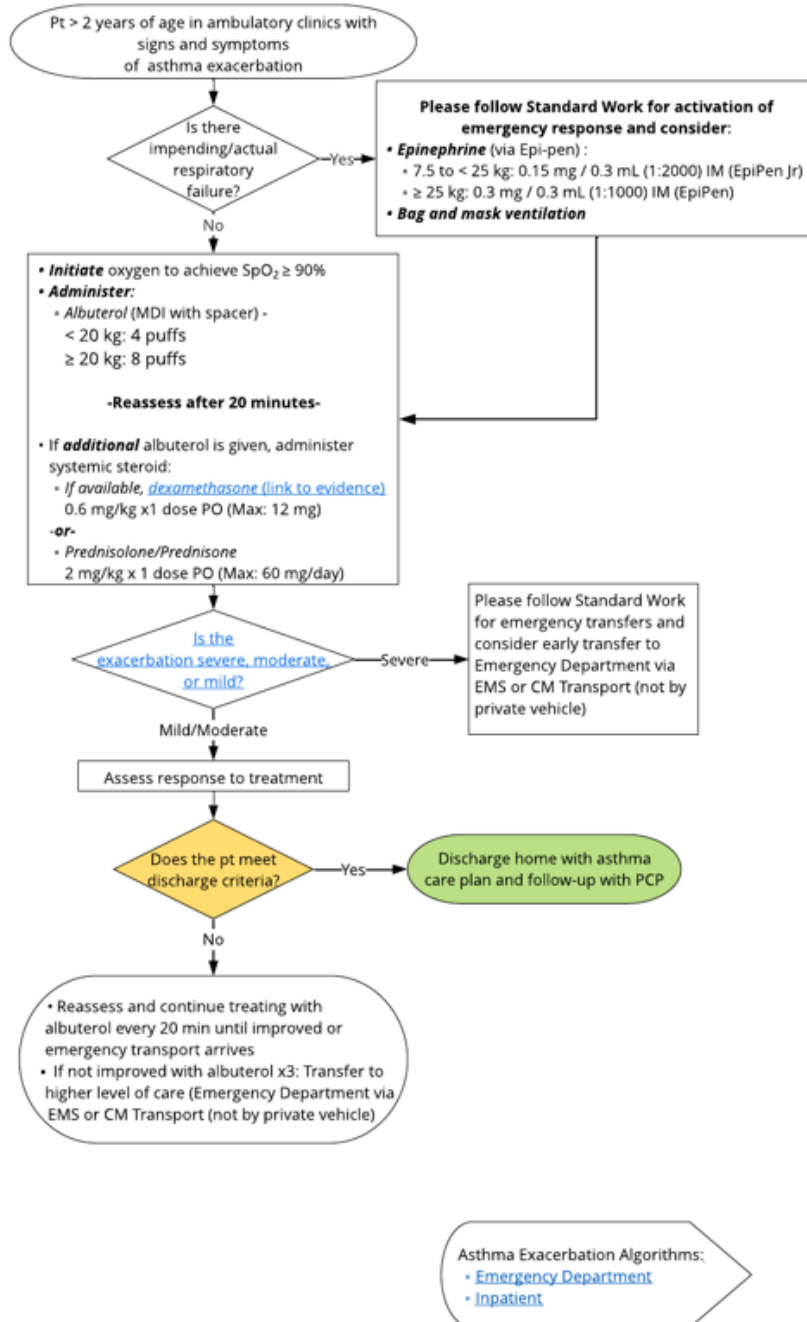 Pt > 2 years of age in ambulatory clinics with
signs and symptoms
of asthma exacerbation
Is there
impending/actual
respiratory
failure?
Yes
Please follow Standard Work for activation of
emergency response and consider:
• Epinephrine (via Epi-pen) :
◦ 7.5 to < 25 kg: 0.15 mg / 0.3 mL (1:2000) IM (EpiPen Jr)
◦ ≥ 25 kg: 0.3 mg / 0.3 mL (1:1000) IM (EpiPen)
• Bag and mask ventilation
No
• Initiate oxygen to achieve SpO₂ ≥ 90%
• Administer:
◦ Albuterol (MDI with spacer) -
< 20 kg: 4 puffs
≥ 20 kg: 8 puffs
-Reassess after 20 minutes-
• If additional albuterol is given, administer
systemic steroid:
◦ If available, dexamethasone (link to evidence)
0.6 mg/kg x1 dose PO (Max: 12 mg)
-or-
◦ Prednisolone/Prednisone
2 mg/kg x 1 dose PO (Max: 60 mg/day)
Is the
exacerbation severe, moderate,
or mild?
Severe
Please follow Standard Work
for emergency transfers and
consider early transfer to
Emergency Department via
EMS or CM Transport (not by
private vehicle)
Mild/Moderate
Assess response to treatment
Does the pt meet
discharge criteria?
Yes
Discharge home with asthma
care plan and follow-up with PCP
No
• Reassess and continue treating with
albuterol every 20 min until improved or
emergency transport arrives
• If not improved with albuterol x3: Transfer to
higher level of care (Emergency Department via
EMS or CM Transport (not by private vehicle)
Asthma Exacerbation Algorithms:
◦ Emergency Department
◦ Inpatient